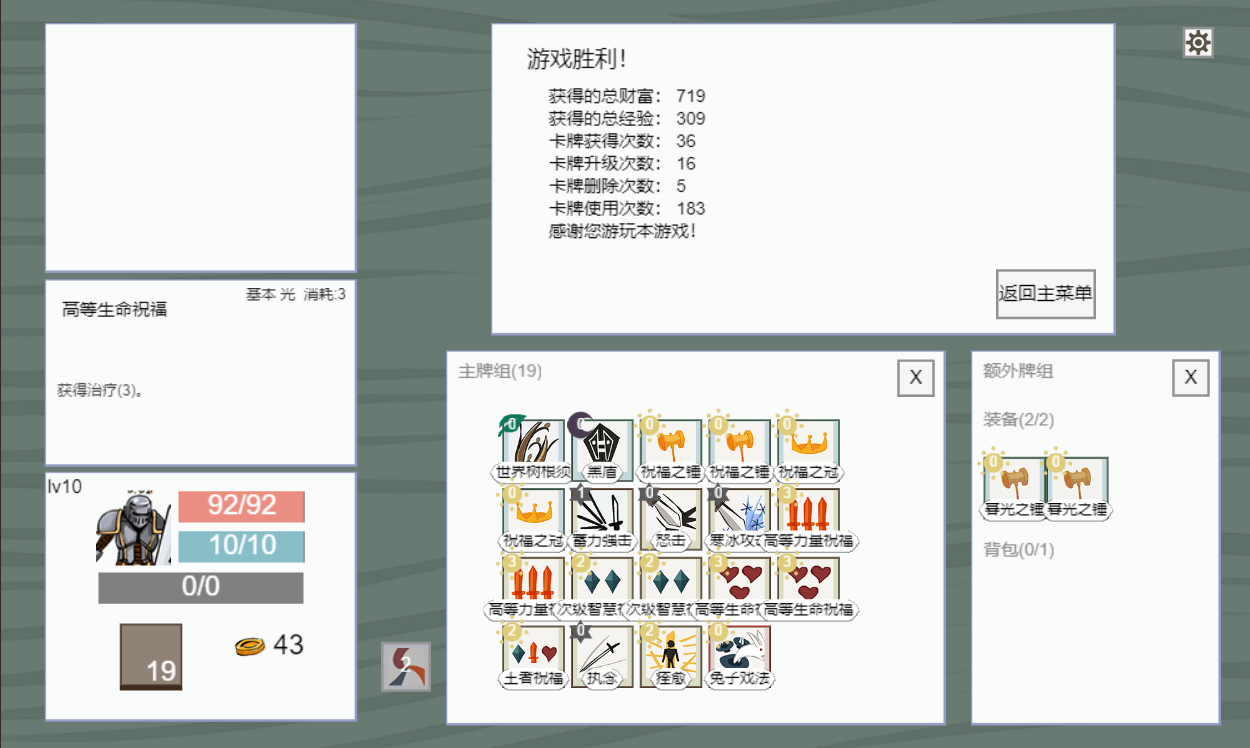 游戏胜利！
获得的总财富： 719
获得的总经验： 309
卡牌获得次数： 36
卡牌升级次数： 16
卡牌删除次数： 5
卡牌使用次数： 183
感谢您游玩本游戏！
返回主菜单
高等生命祝福
基本 光 消耗:3
获得治疗(3)。
lv10
92/92
10/10
0/0
19
43
2
主牌组(19)
X
0 0 0 0 0
世界树根须 黑盾 祝福之锤 祝福之锤 祝福之冠
0 1 0 0 3
祝福之冠 蓄力强击 怒击 寒冰攻 高等力量祝福
3 2 2 3 3
高等力量 次级智慧 次级智慧 高等生命 高等生命祝福
2 0 2 0
王者祝福 执念 痊愈 兔子戏法
额外牌组
X
装备(2/2)
0 0
暮光之锤 暮光之锤
背包(0/1)